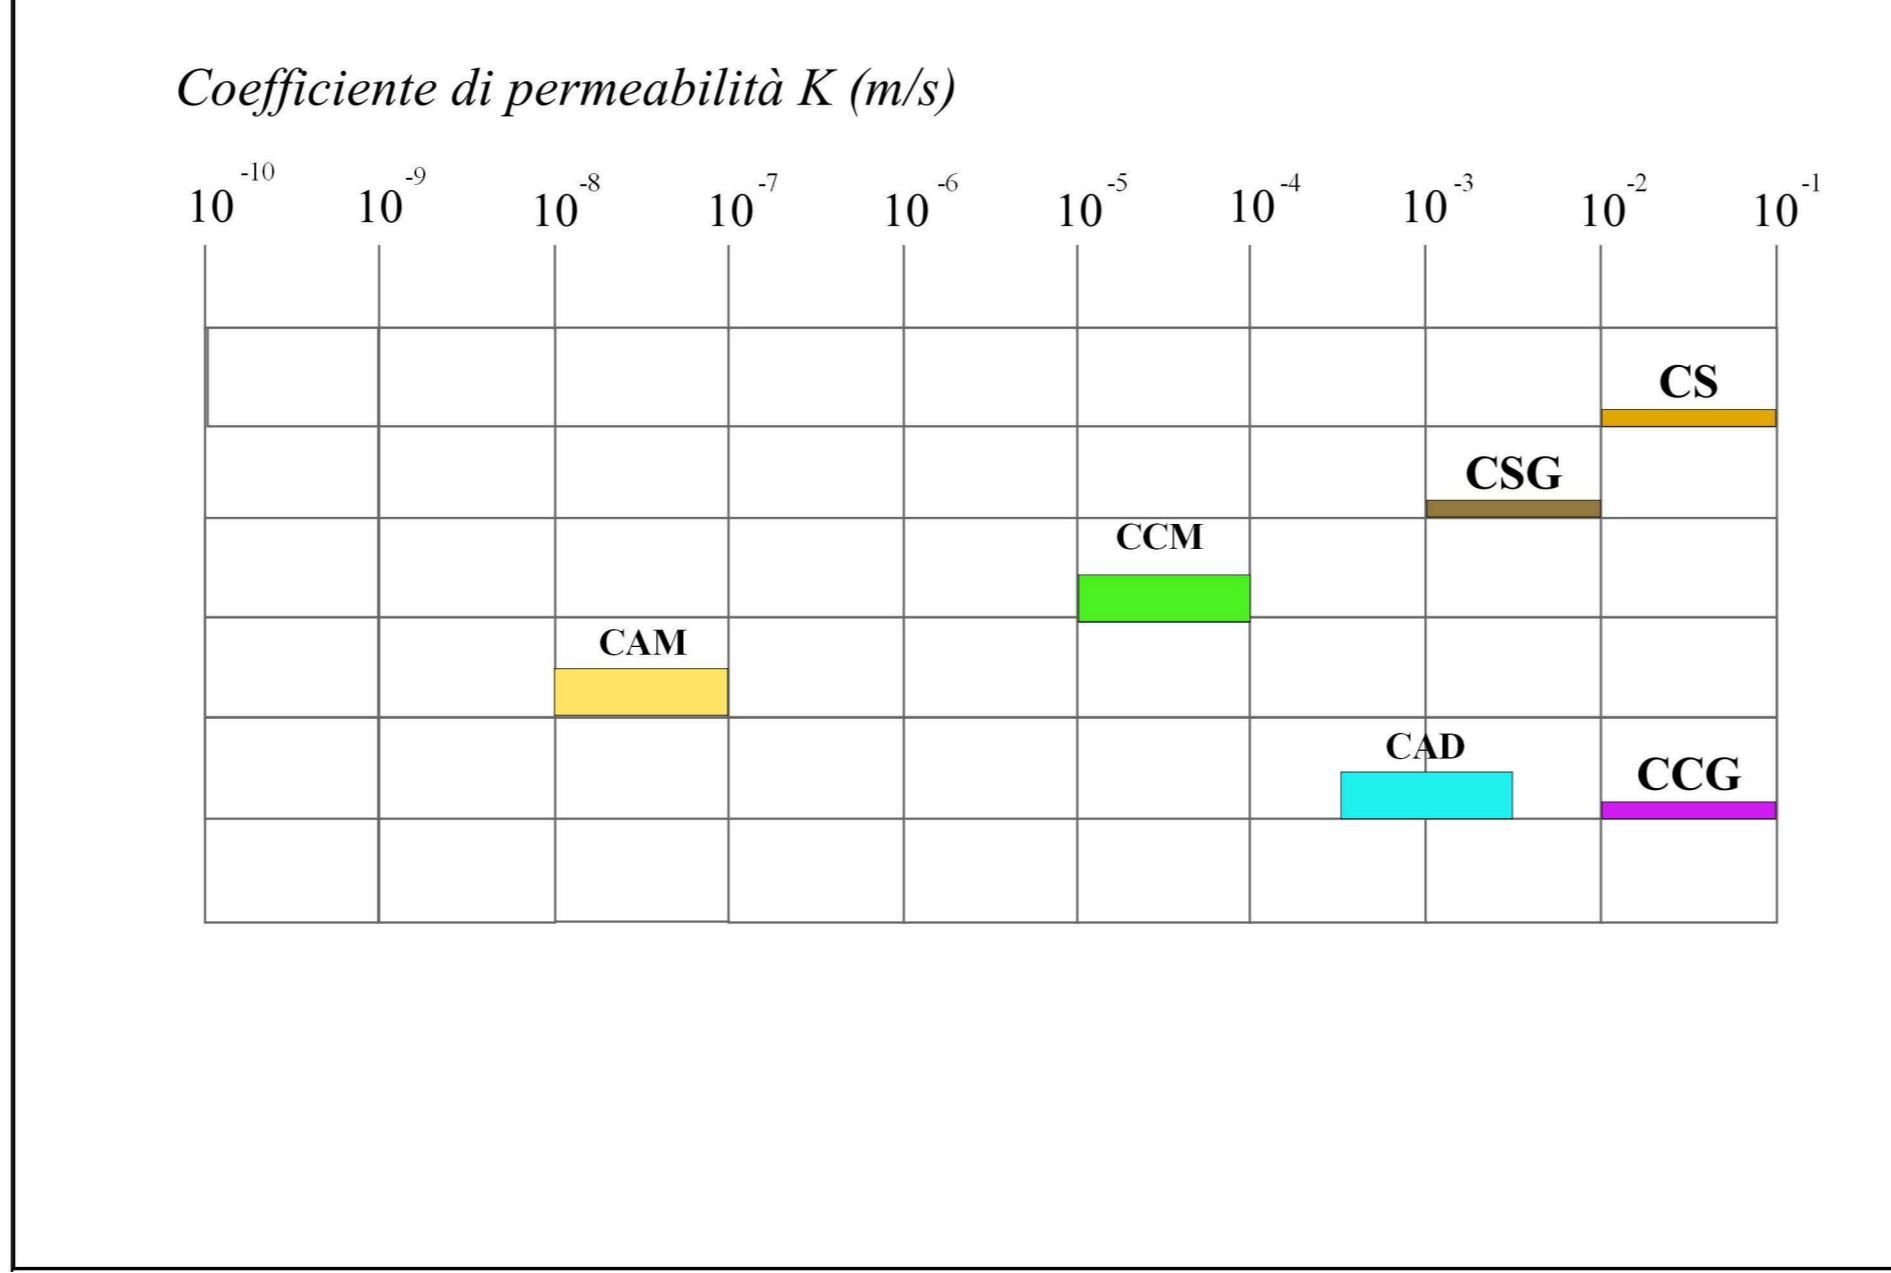 Coefficiente di permeabilità K (m/s)
10⁻¹⁰ 10⁻⁹ 10⁻⁸ 10⁻⁷ 10⁻⁶ 10⁻⁵ 10⁻⁴ 10⁻³ 10⁻² 10⁻¹
CS
CSG
CCM
CAM
CAD
CCG